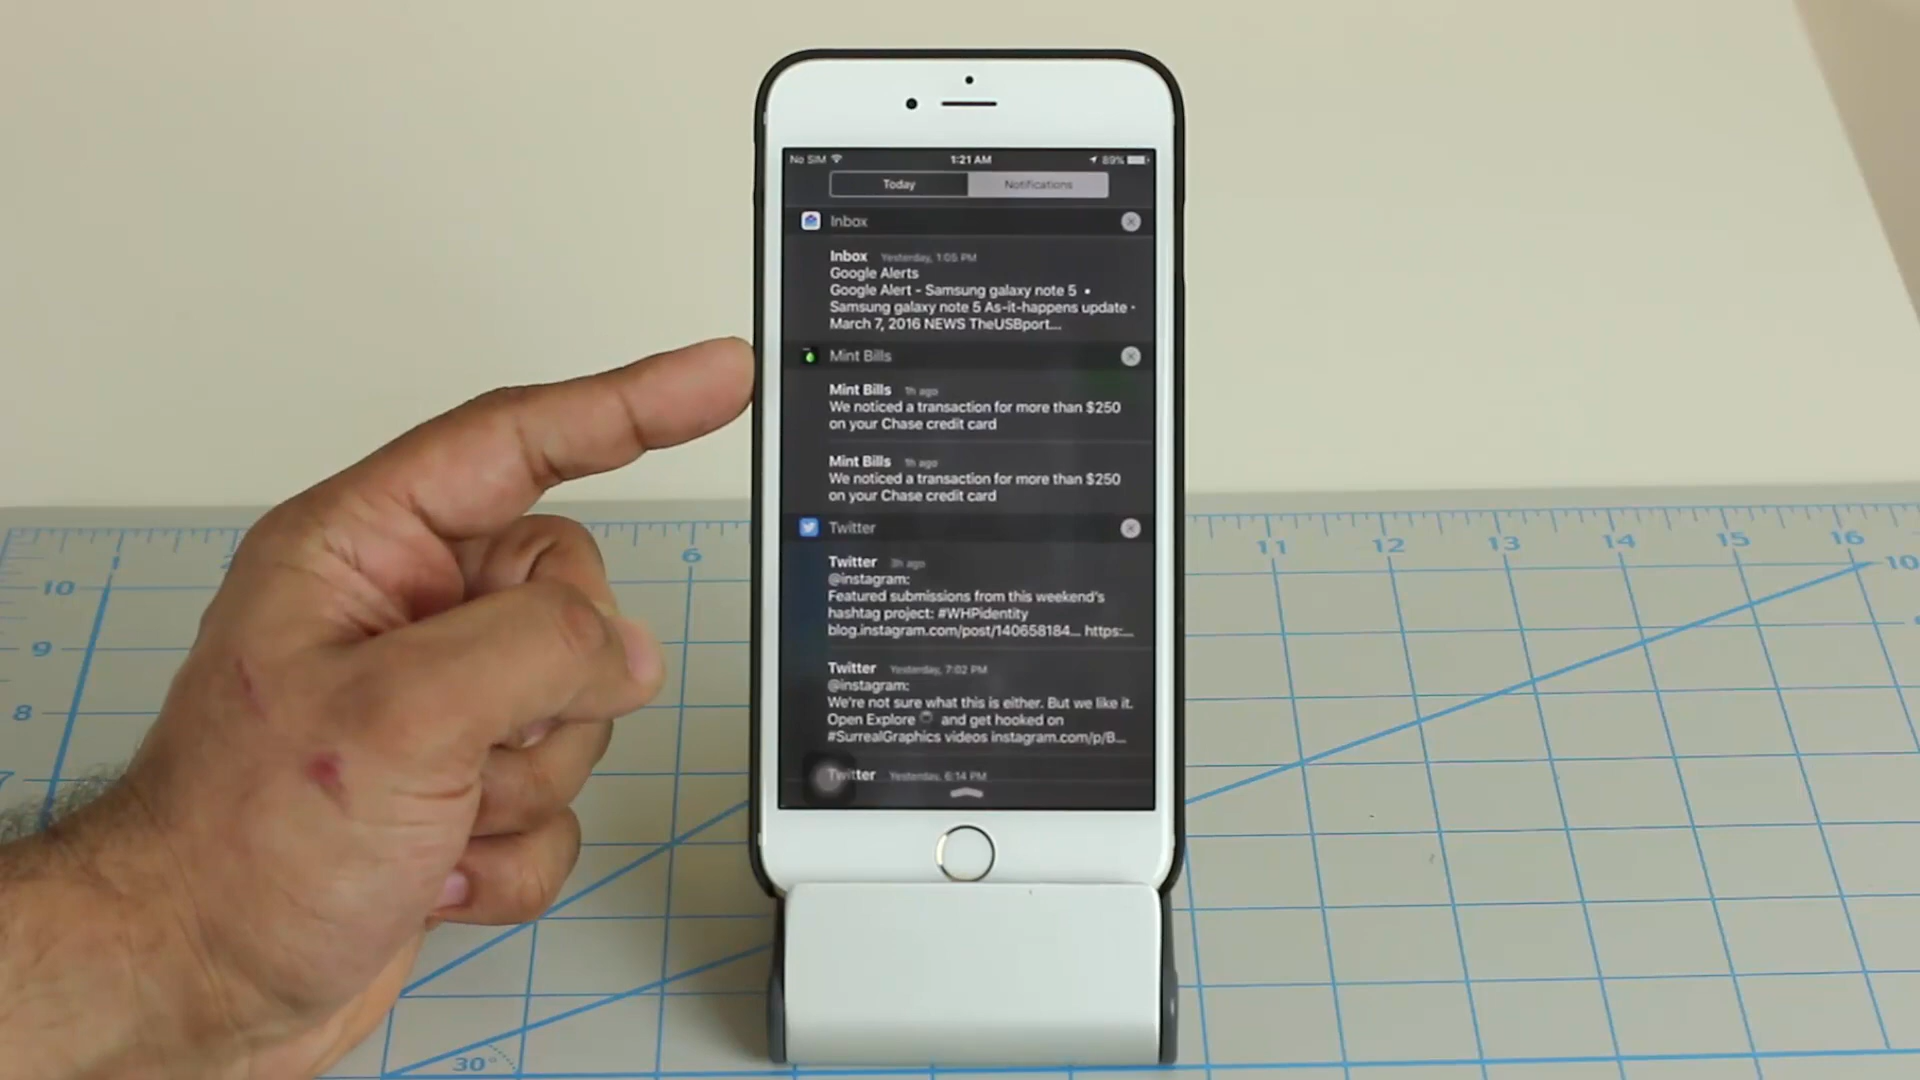 No SIM 1:21 AM 89%
Today Notifications
Inbox
Inbox Yesterday, 1:05 PM
Google Alerts
Google Alert - Samsung galaxy note 5 •
Samsung galaxy note 5 As-it-happens update ·
March 7, 2016 NEWS TheUSBport...
Mint Bills
Mint Bills 1h ago
We noticed a transaction for more than $250
on your Chase credit card
Mint Bills 1h ago
We noticed a transaction for more than $250
on your Chase credit card
Twitter
Twitter 3h ago
@instagram:
Featured submissions from this weekend's
hashtag project: #WHPidentity
blog.instagram.com/post/140658184... https:...
Twitter Yesterday, 7:02 PM
@instagram:
We're not sure what this is either. But we like it.
Open Explore and get hooked on
#SurrealGraphics videos instagram.com/p/B...
Twitter Yesterday, 6:14 PM
1 6 11 12 13 14 15 16
10 10
9
8
7
30°